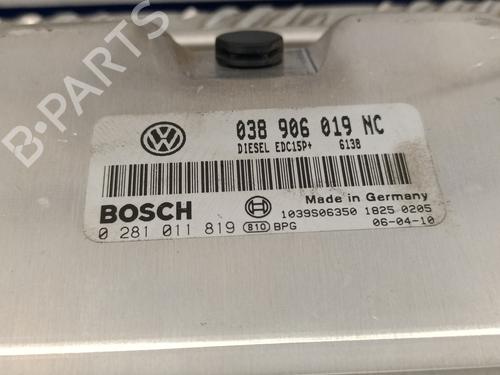 038 906 019 NC
DIESEL EDC15P+ 6138
BOSCH
Made in Germany
0 281 011 819 810 BPG
1039S06350 1825 0205
06-04-10
B-PARTS